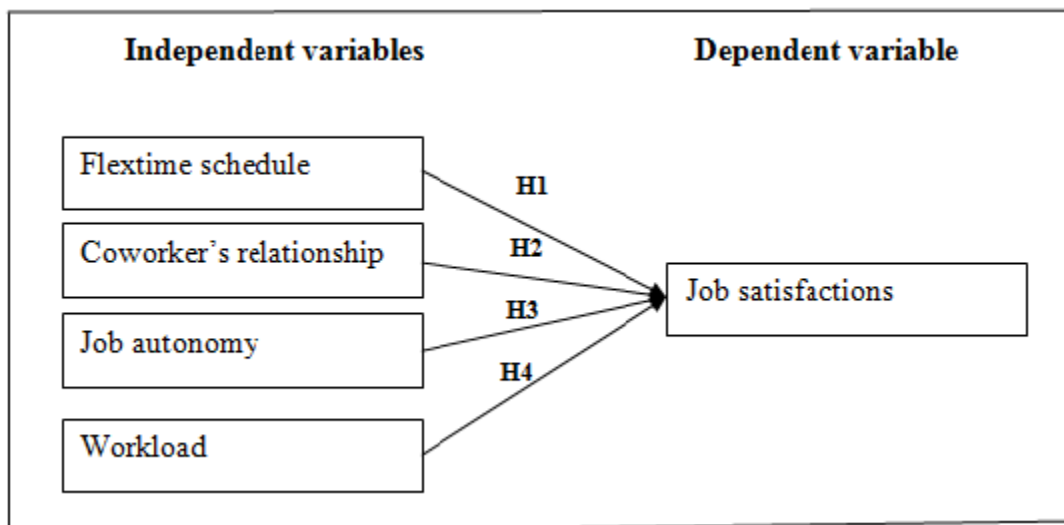 Independent variables
Dependent variable
Flextime schedule
H1
Coworker’s relationship
H2
Job satisfactions
H3
Job autonomy
H4
Workload